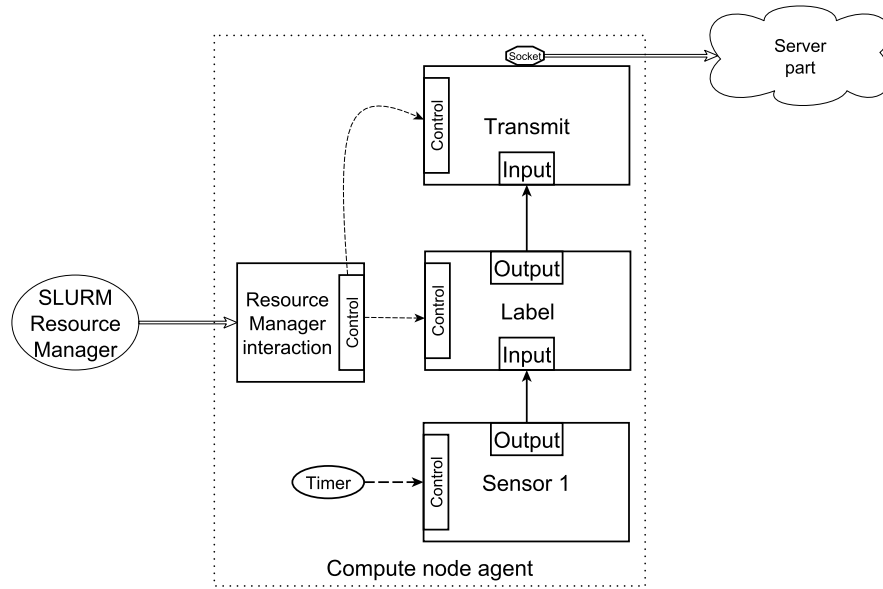 Server
part
Socket
Control
Transmit
Input
SLURM
Resource
Manager
Resource
Manager
interaction
Control
Control
Output
Label
Input
Timer
Control
Output
Sensor 1
Compute node agent